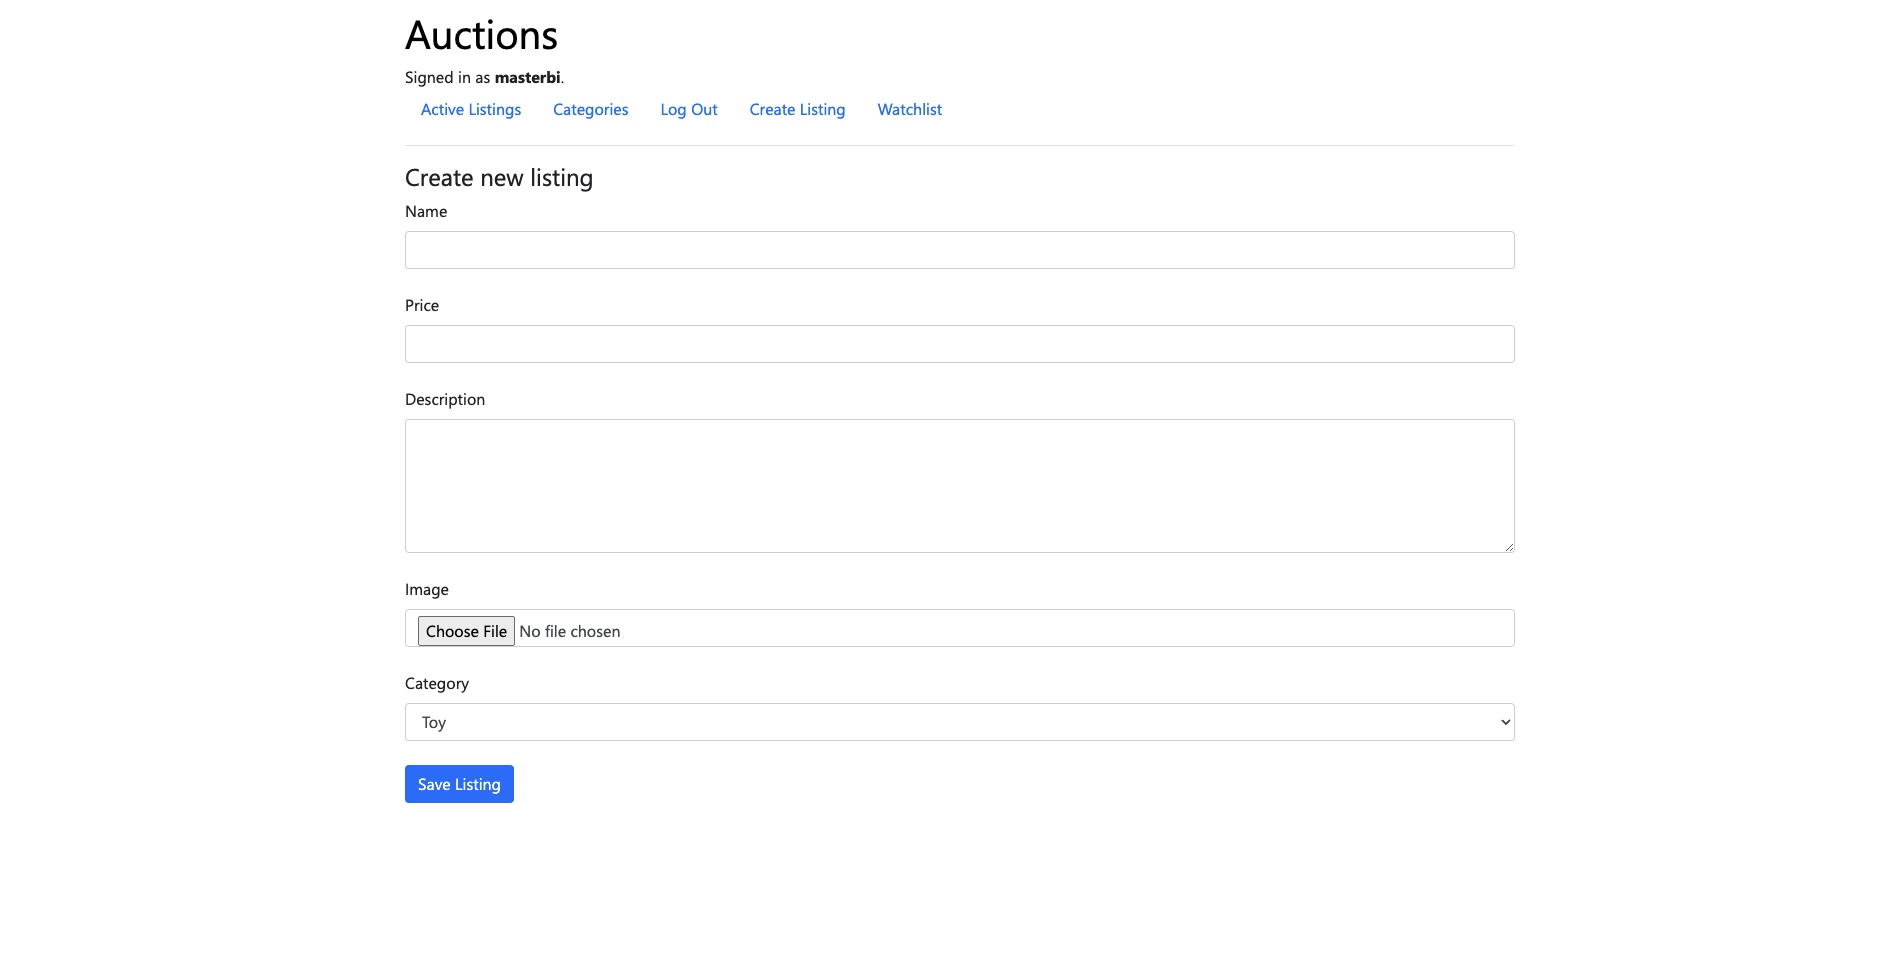 Auctions
Signed in as masterbi.
Active Listings Categories Log Out Create Listing Watchlist
Create new listing
Name
Price
Description
Image
Choose File No file chosen
Category
Toy
Save Listing